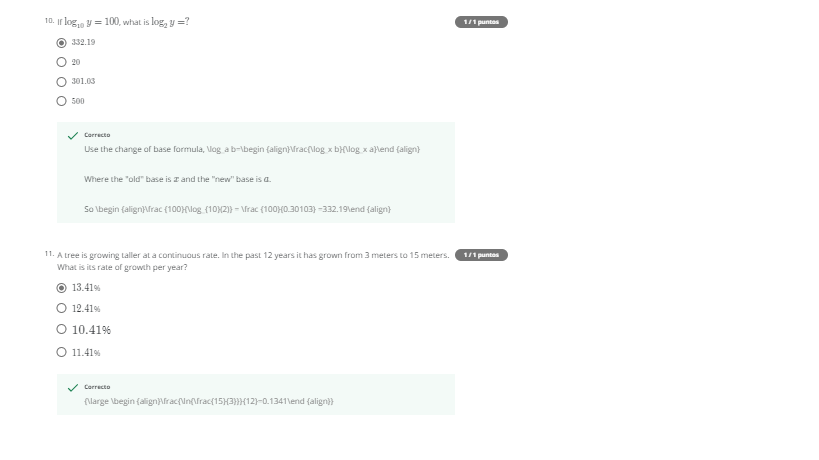 10. If log₁₀ y = 100, what is log₂ y =?
1 / 1 puntos
332.19
20
301.03
500
Correcto
Use the change of base formula, \log_a b=\begin {align}\frac{\log_x b}{\log_x a}\end {align}
Where the "old" base is x and the "new" base is a.
So \begin {align}\frac {100}{\log_{10}(2)} = \frac {100}{0.30103} =332.19\end {align}
11. A tree is growing taller at a continuous rate. In the past 12 years it has grown from 3 meters to 15 meters.
1 / 1 puntos
What is its rate of growth per year?
13.41%
12.41%
10.41%
11.41%
Correcto
{\large \begin {align}\frac{\ln(\frac{15}{3})}{12}=0.1341\end {align}}